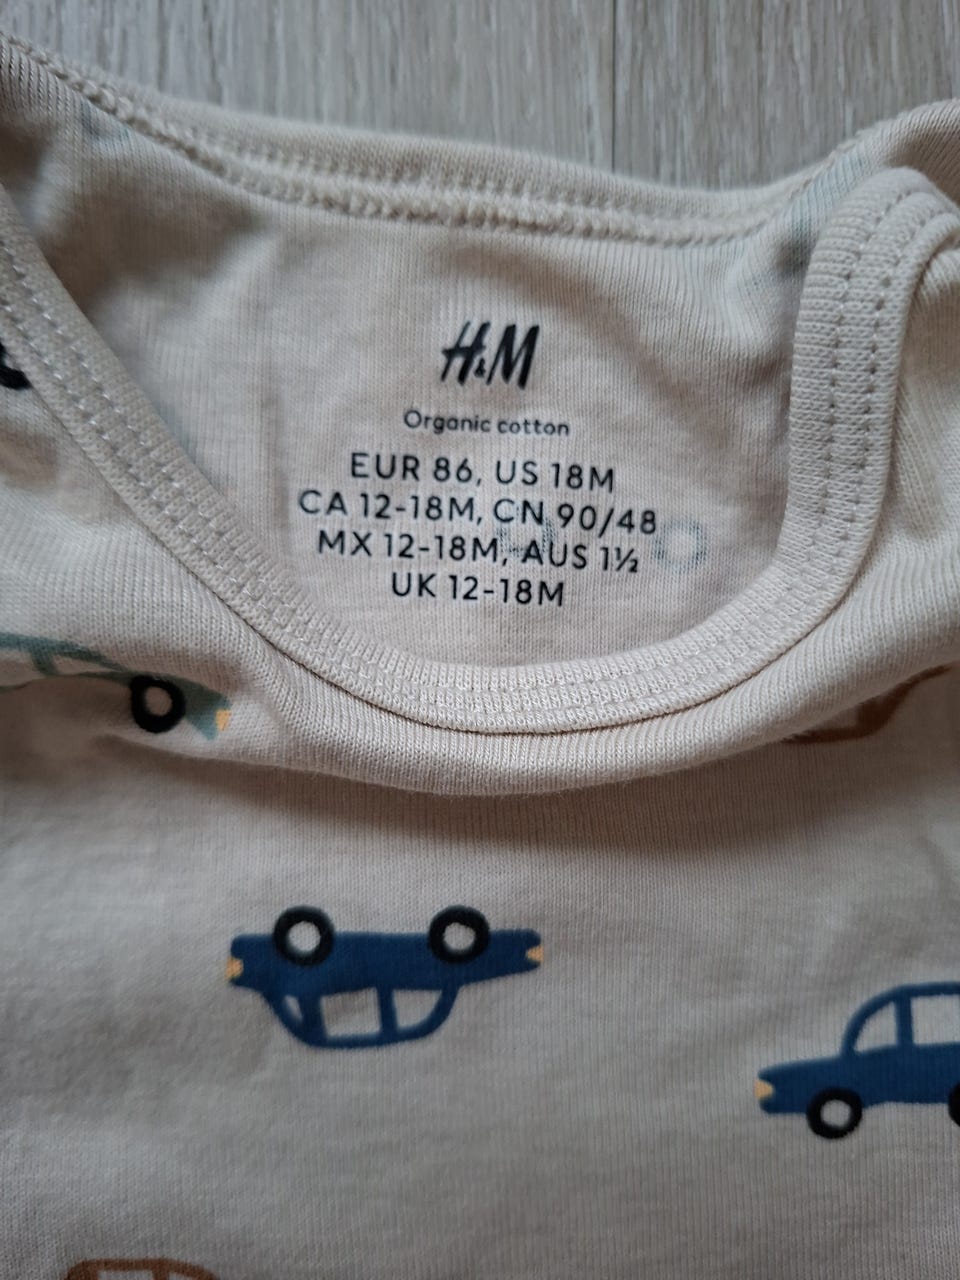 H&M
Organic cotton
EUR 86, US 18M
CA 12-18M, CN 90/48
MX 12-18M, AUS 1½
UK 12-18M